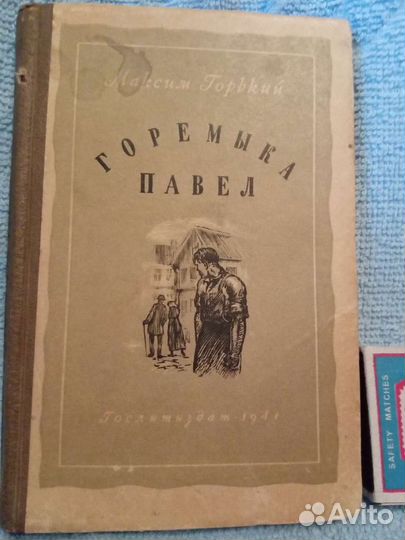 Максим Горький
ГОРЕМЫКА
ПАВЕЛ
Гослитиздат · 1941
SAFETY MATCHES
Avito